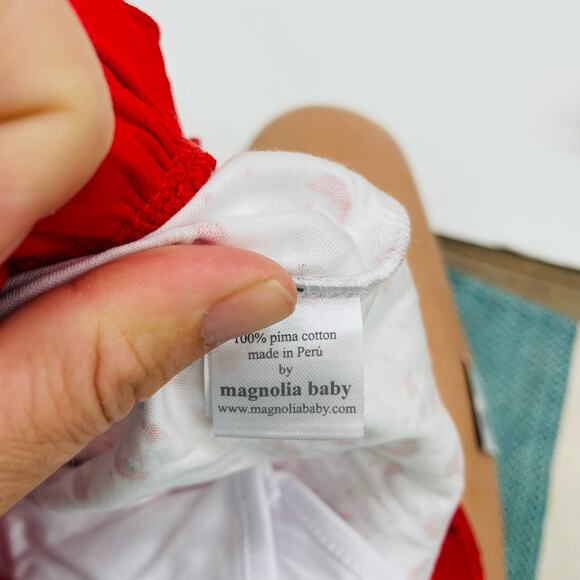 100% pima cotton
made in Perú
by
magnolia baby
www.magnoliababy.com